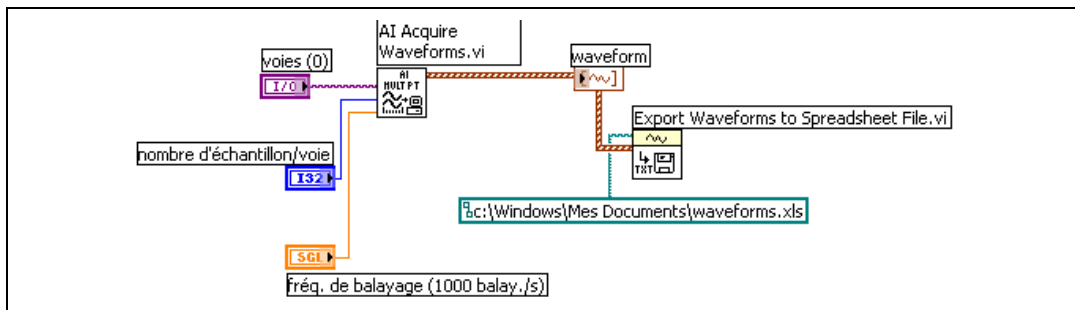 AI Acquire
Waveforms.vi
voies (0)
I/O
AI
MULT PT
waveform
Export Waveforms to Spreadsheet File.vi
TXT
nombre d'échantillon/voie
I32
c:\Windows\Mes Documents\waveforms.xls
SGL
fréq. de balayage (1000 balay./s)